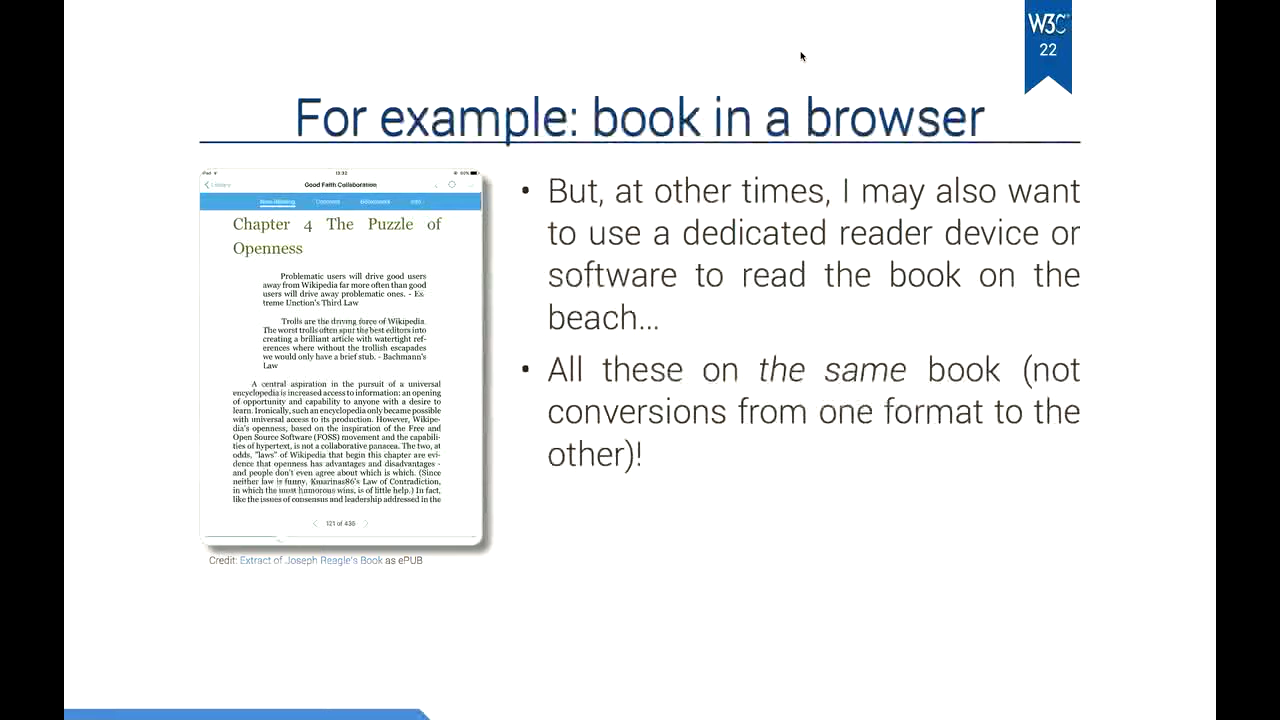 W3C
22
For example: book in a browser
iPad
13:32
60%
Good Faith Collaboration
Now Reading
Contents
Bookmarks
Info
Chapter 4 The Puzzle of
Openness
Problematic users will drive good users
away from Wikipedia far more often than good
users will drive away problematic ones. - Ex
treme Unction's Third Law
Trolls are the driving force of Wikipedia.
The worst trolls often spur the best editors into
creating a brilliant article with watertight ref-
erences where without the trollish escapades
we would only have a brief stub. - Bachmann's
Law
A central aspiration in the pursuit of a universal
encyclopedia is increased access to information: an opening
of opportunity and capability to anyone with a desire to
learn. Ironically, such an encyclopedia only became possible
with universal access to its production. However, Wikipe-
dia's openness, based on the inspiration of the Free and
Open Source Software (FOSS) movement and the capabili-
ties of hypertext, is not a collaborative panacea. The two, at
odds, "laws" of Wikipedia that begin this chapter are evi-
dence that openness has advantages and disadvantages -
and people don't even agree about which is which. (Since
neither law is funny, Kmarinas86's Law of Contradiction,
in which the most humorous wins, is of little help.) In fact,
like the issues of consensus and leadership addressed in the
121 of 436
Credit: Extract of Joseph Reagle's Book as ePUB
• But, at other times, I may also want
to use a dedicated reader device or
software to read the book on the
beach...
• All these on the same book (not
conversions from one format to the
other)!